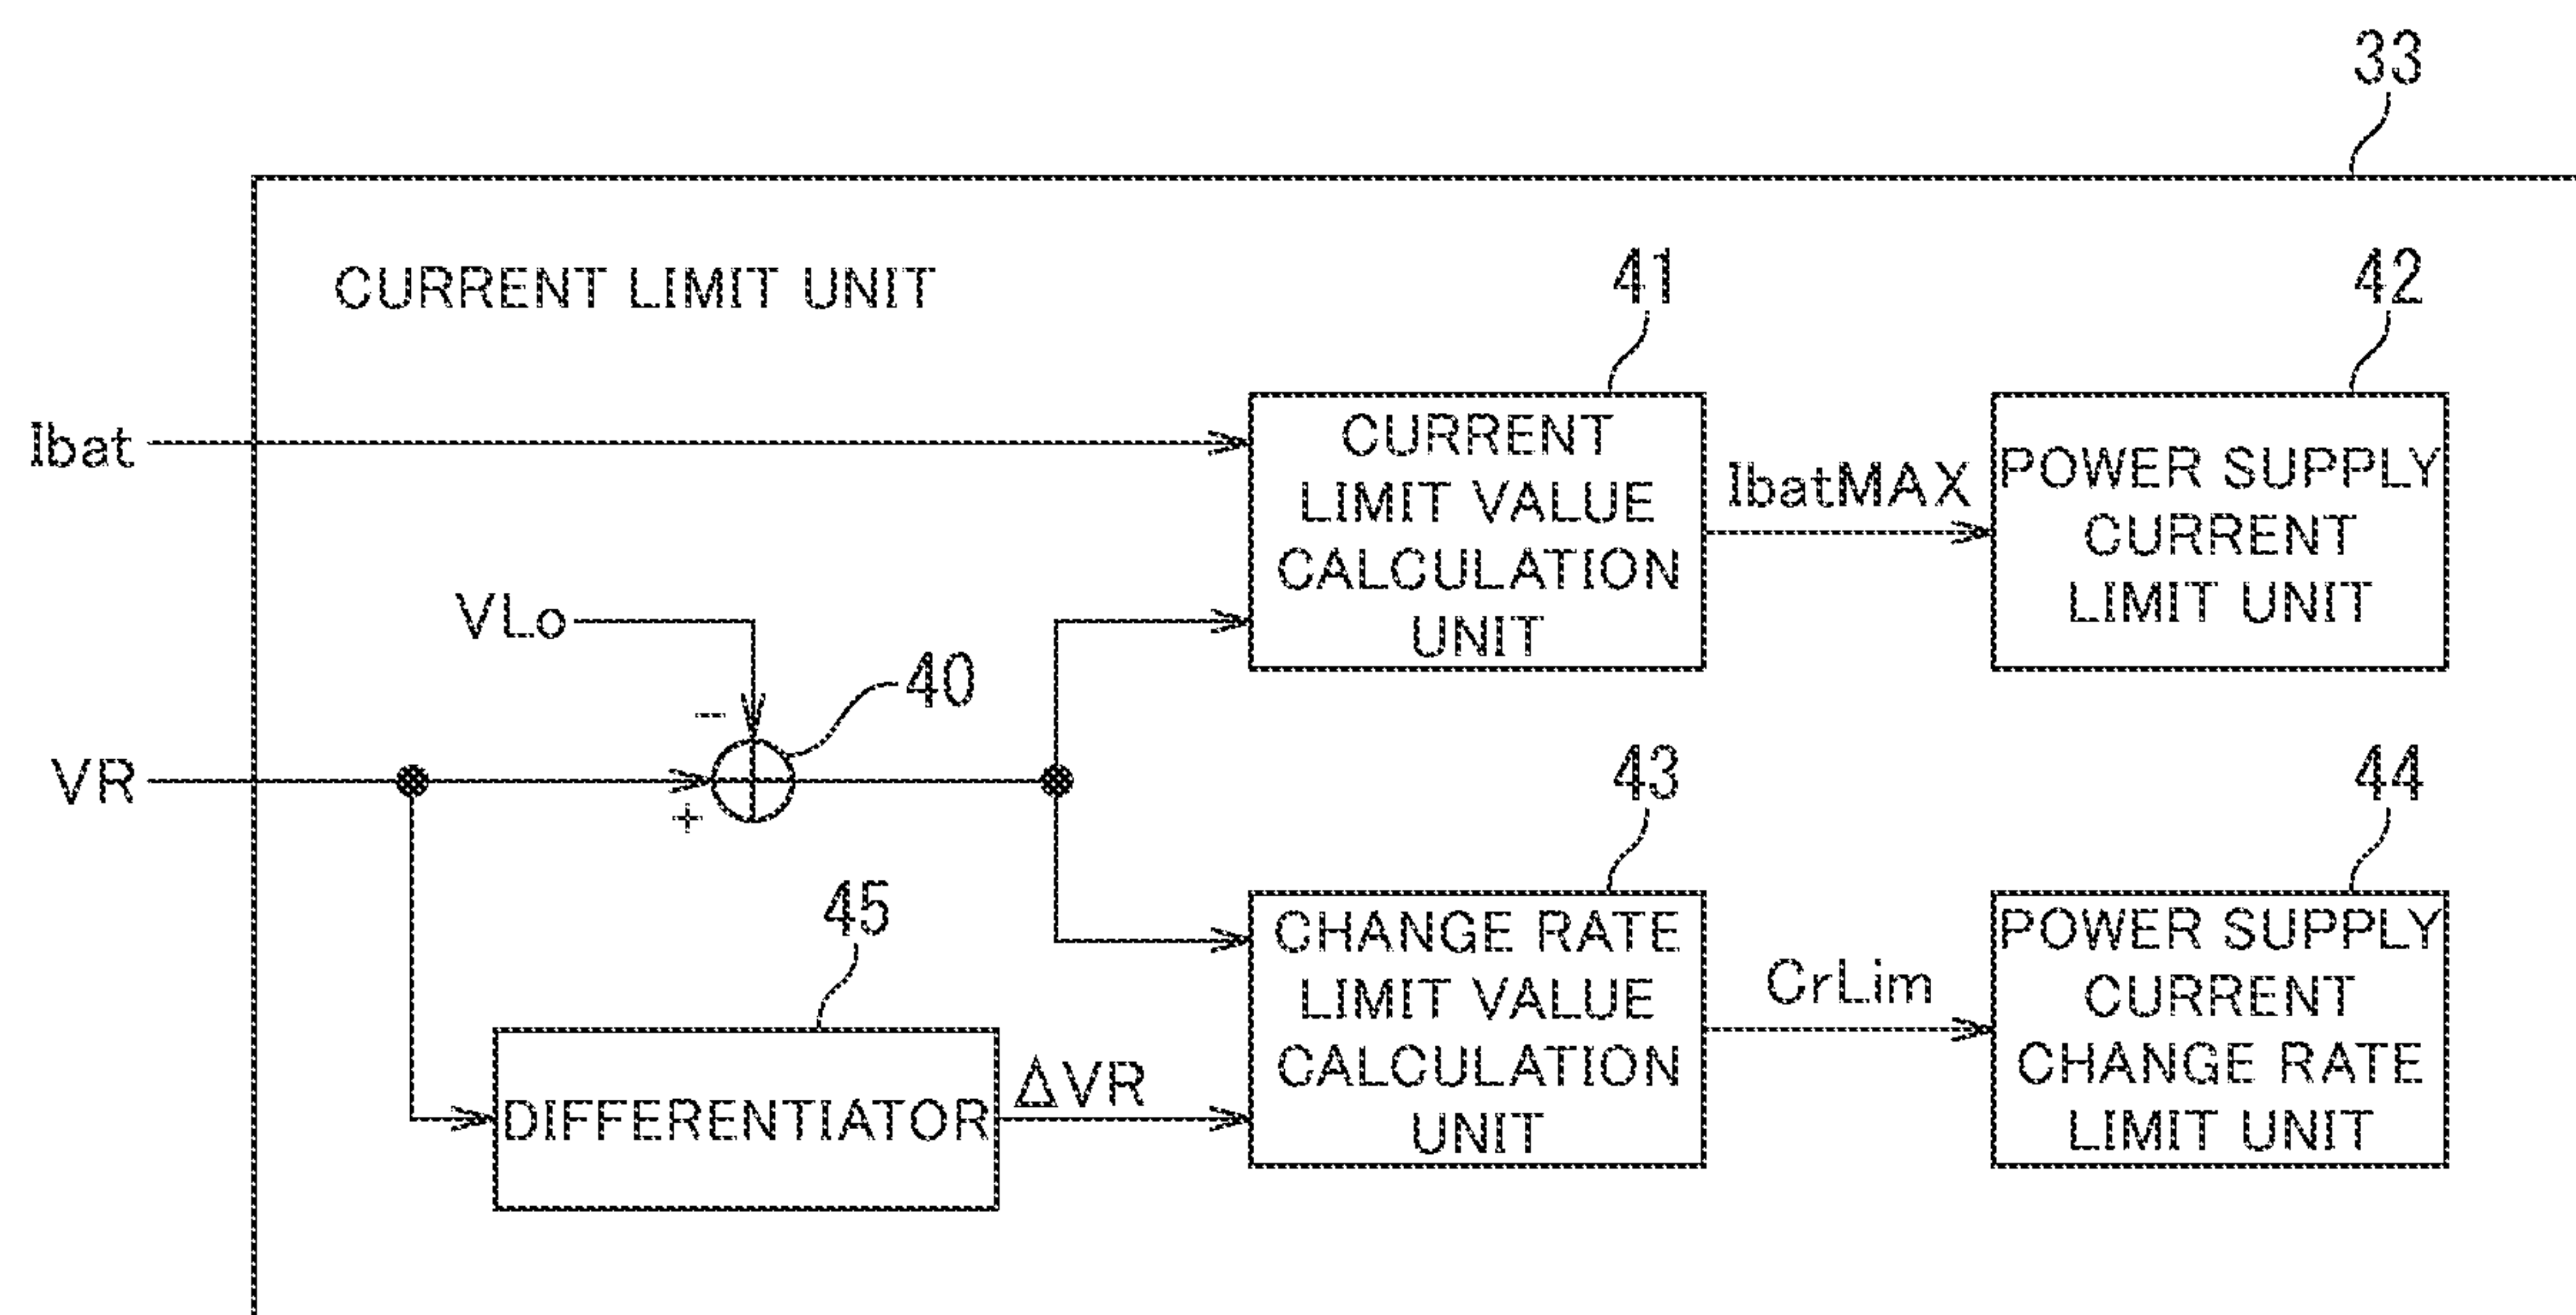 33
CURRENT LIMIT UNIT
41
42
Ibat
CURRENT
LIMIT VALUE
CALCULATION
UNIT
IbatMAX
POWER SUPPLY
CURRENT
LIMIT UNIT
VLo
40
-
VR
+
43
44
45
CHANGE RATE
LIMIT VALUE
CALCULATION
UNIT
CrLim
POWER SUPPLY
CURRENT
CHANGE RATE
LIMIT UNIT
DIFFERENTIATOR
ΔVR